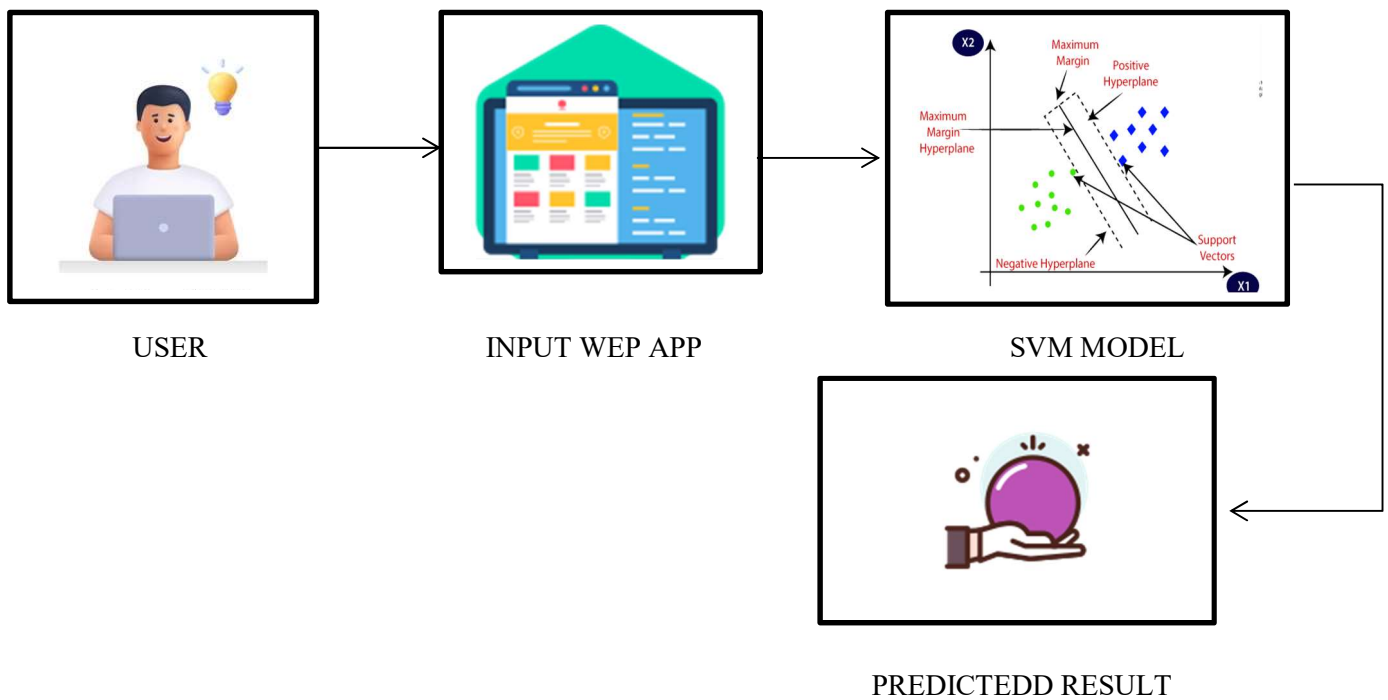 X2
Maximum
Margin
Positive
Hyperplane
Maximum
Margin
Hyperplane
Support
Vectors
Negative Hyperplane
X1
USER
INPUT WEP APP
SVM MODEL
PREDICTEDD RESULT